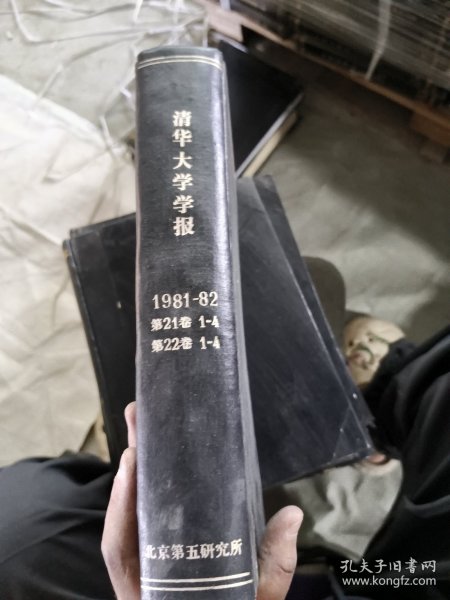 清华大学学报
1981-82
第21卷 1-4
第22卷 1-4
北京第五研究所
孔夫子旧书网
www.kongfz.com